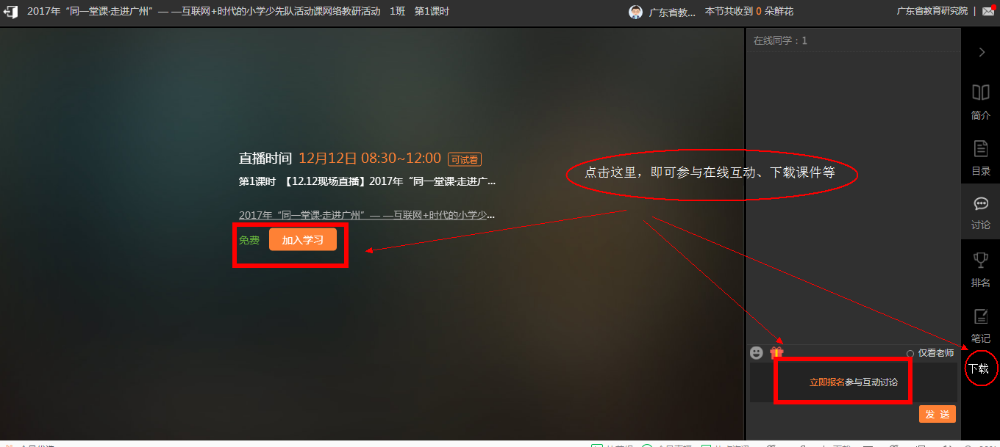 2017年“同一堂课·走进广州”— —互联网+时代的小学少先队活动课网络教研活动 1班 第1课时
广东省教... 本节共收到 0 朵鲜花
广东省教育研究院
在线同学：1
直播时间 12月12日 08:30~12:00 可试看
第1课时 【12.12现场直播】2017年“同一堂课·走进广...
2017年“同一堂课·走进广州”— —互联网+时代的小学少...
免费 加入学习
点击这里，即可参与在线互动、下载课件等
简介
目录
讨论
排名
笔记
下载
仅看老师
立即报名参与互动讨论
发 送